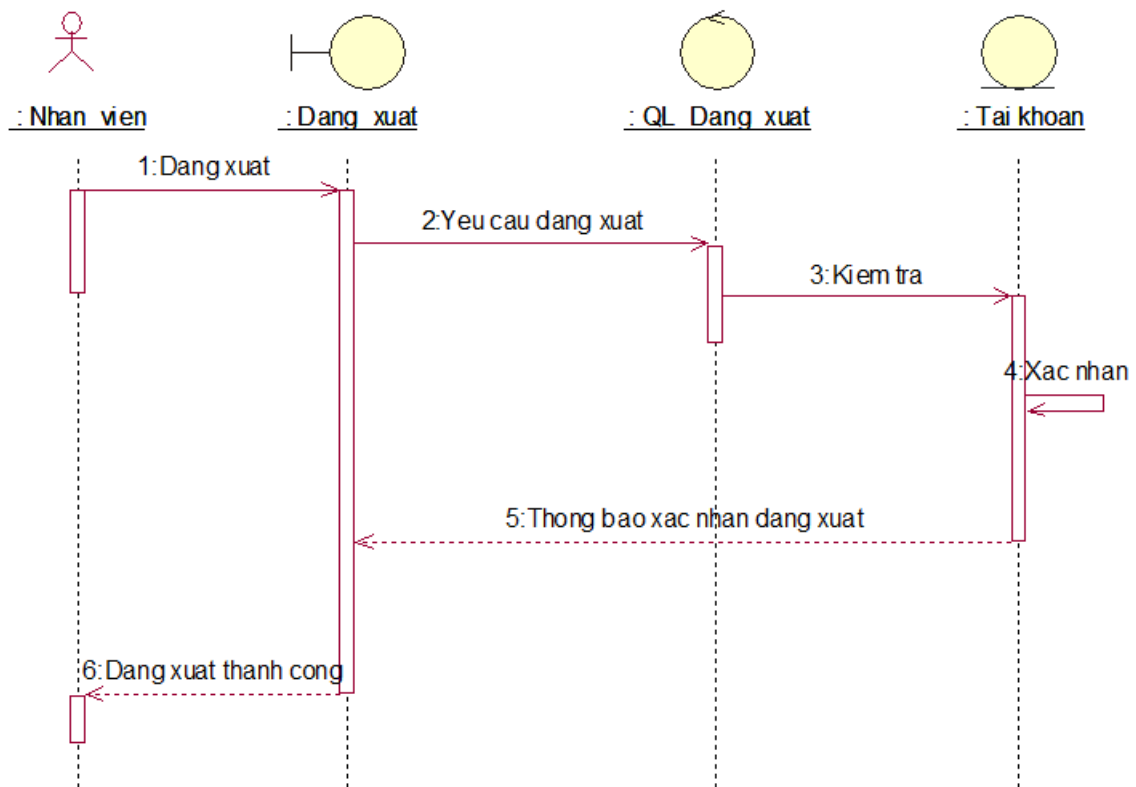 : Nhan_vien
: Dang_xuat
: QL_Dang_xuat
: Tai khoan
1:Dang xuat
2:Yeu cau dang xuat
3:Kiem tra
4:Xac nhan
5:Thong bao xac nhan dang xuat
6:Dang xuat thanh cong